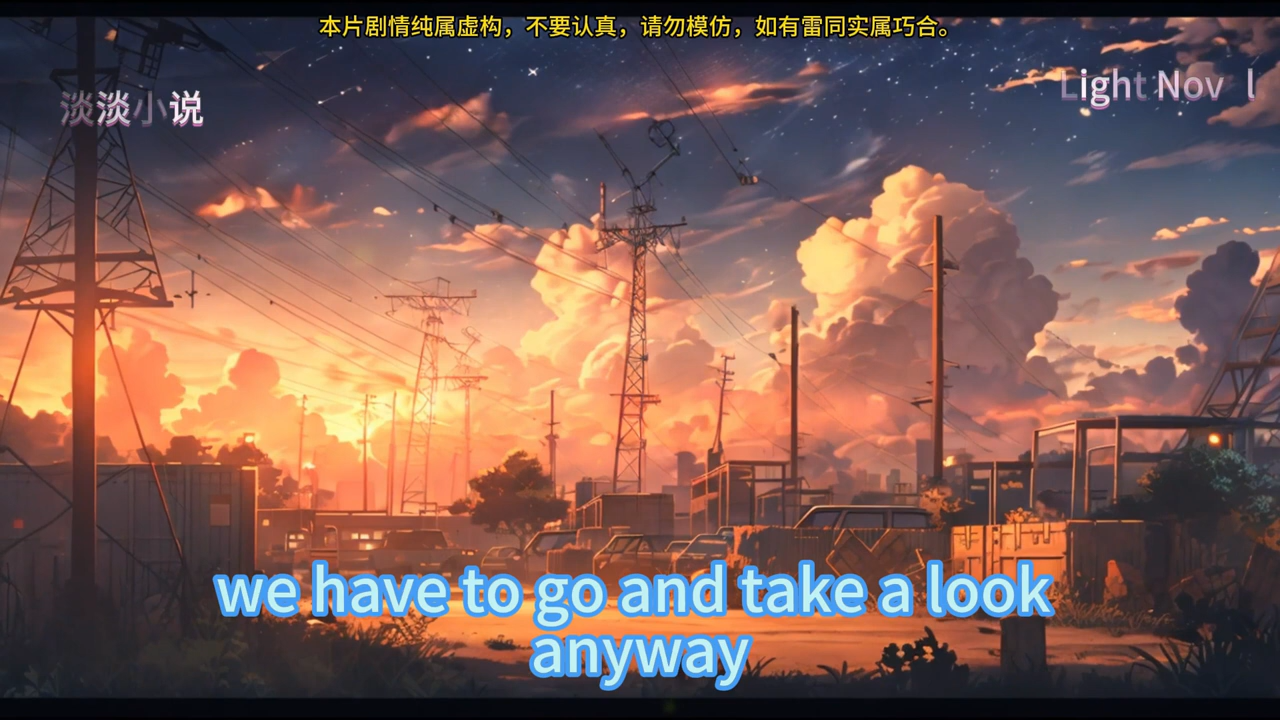 本片剧情纯属虚构，不要认真，请勿模仿，如有雷同实属巧合。
淡淡小说
Light Nov l
we have to go and take a look
anyway